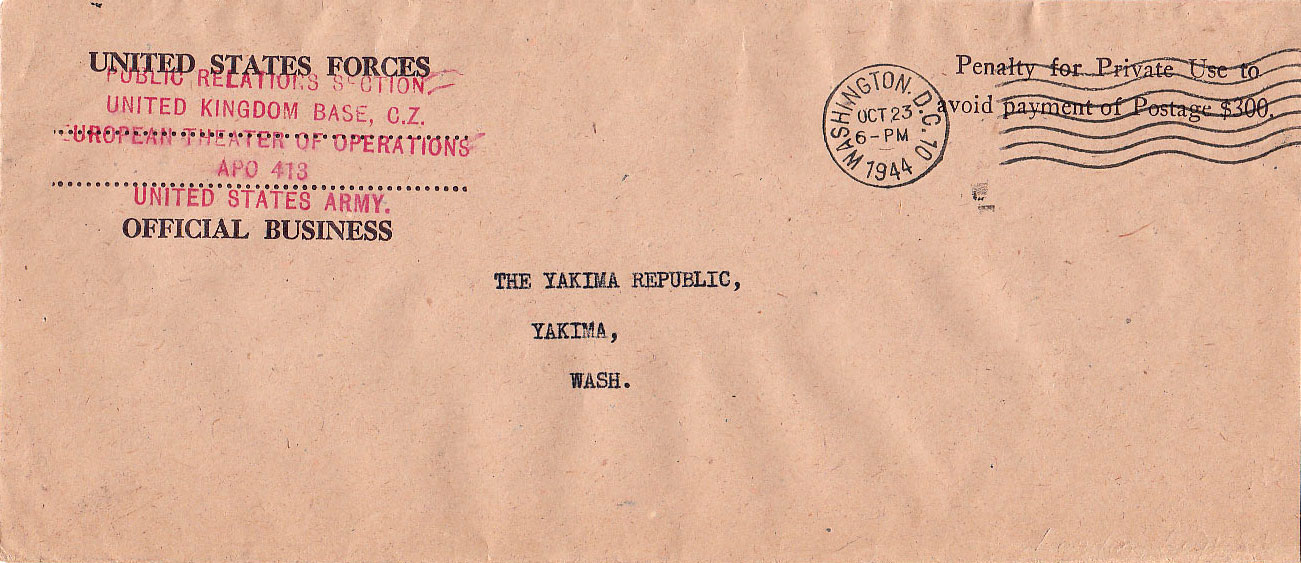 UNITED STATES FORCES
PUBLIC RELATIONS SECTION
UNITED KINGDOM BASE, C.Z.
EUROPEAN THEATER OF OPERATIONS
APO 413
UNITED STATES ARMY.
OFFICIAL BUSINESS
WASHINGTON, D.C. 10
OCT 23
6-PM
1944
Penalty for Private Use to
avoid payment of Postage $300.
THE YAKIMA REPUBLIC,
YAKIMA,
WASH.